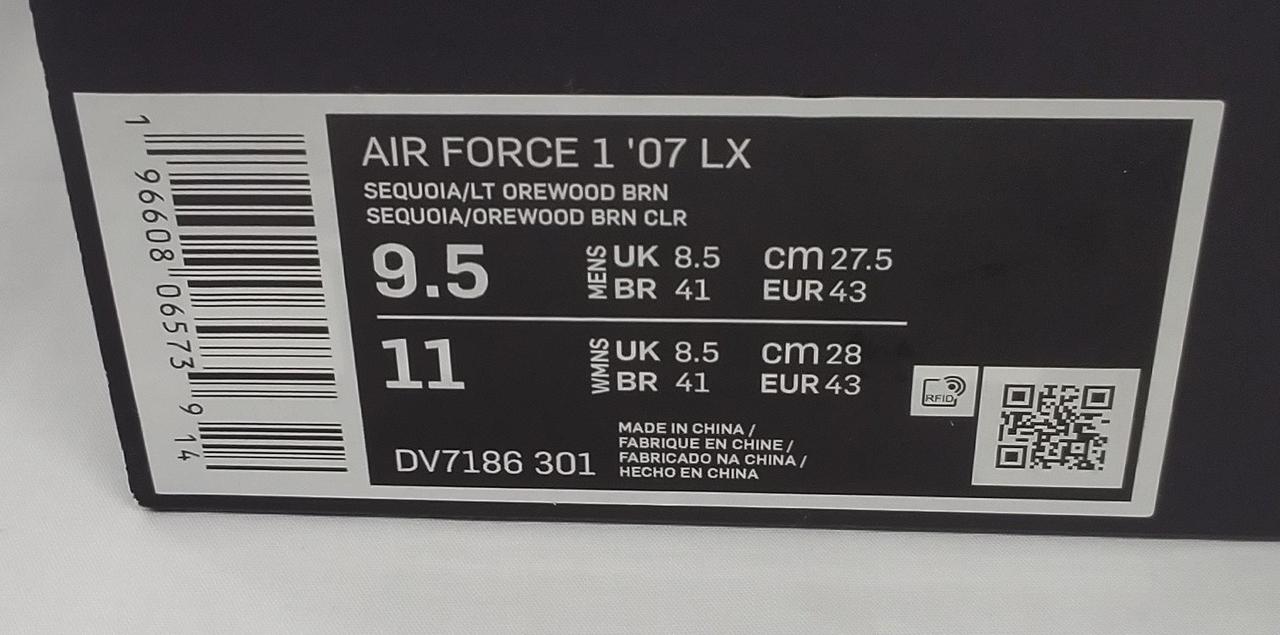 AIR FORCE 1 '07 LX
SEQUOIA/LT OREWOOD BRN
SEQUOIA/OREWOOD BRN CLR
9.5 MENS UK 8.5 cm 27.5
BR 41 EUR 43
11 WMNS UK 8.5 cm 28
BR 41 EUR 43
RFID
MADE IN CHINA /
FABRIQUE EN CHINE /
FABRICADO NA CHINA /
HECHO EN CHINA
DV7186 301
1 96608 06573 9 14